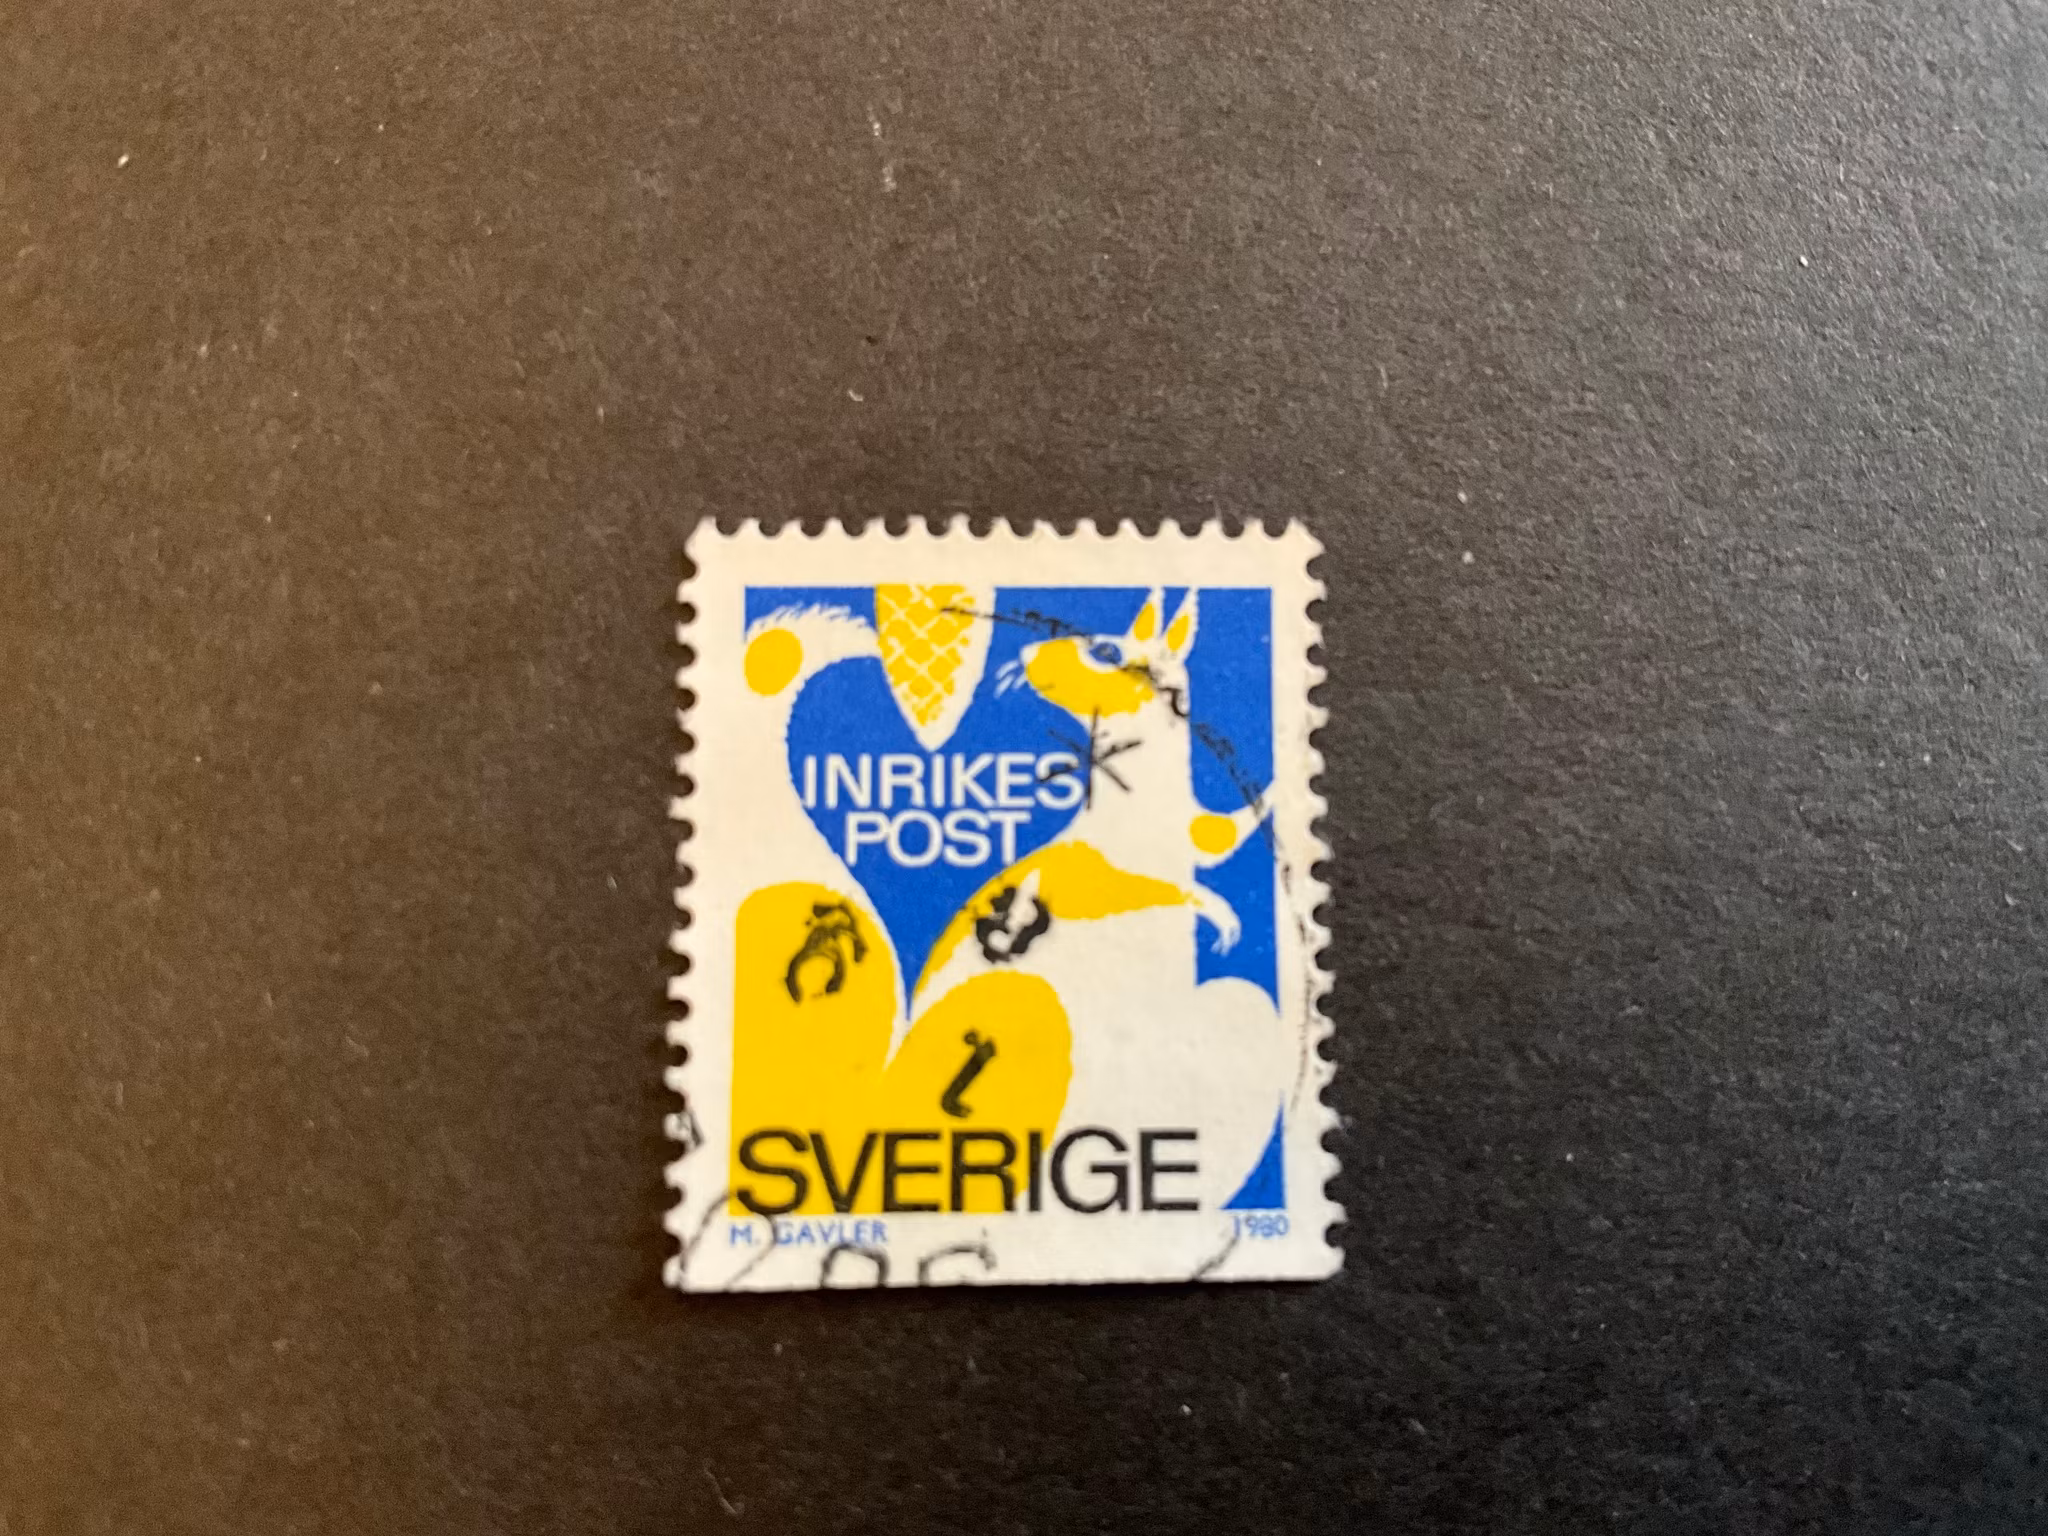 INRIKES
POST
SVERIGE
M. GAVLER 1980